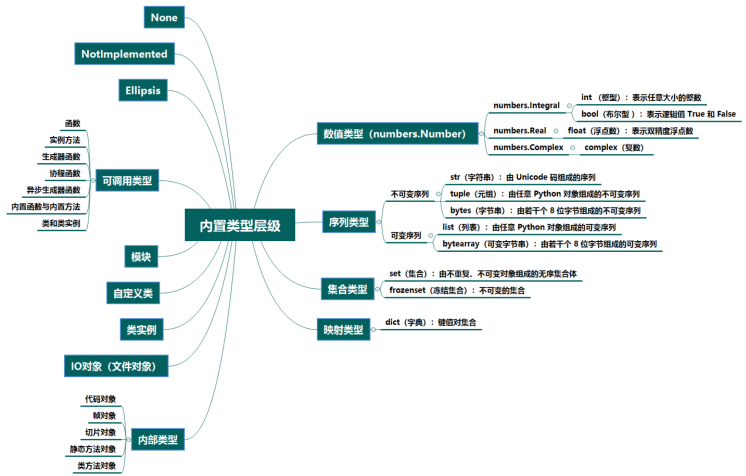 None
NotImplemented
Ellipsis
函数
实例方法
生成器函数
协程函数
异步生成器函数
内置函数与内置方法
类和类实例
可调用类型
模块
自定义类
类实例
IO对象（文件对象）
代码对象
帧对象
切片对象
静态方法对象
类方法对象
内部类型
内置类型层级
数值类型（numbers.Number）
numbers.Integral
int （整型）：表示任意大小的整数
bool（布尔型 ）：表示逻辑值 True 和 False
numbers.Real
float（浮点数）：表示双精度浮点数
numbers.Complex
complex（复数）
序列类型
不可变序列
str（字符串）：由 Unicode 码组成的序列
tuple（元组）：由任意 Python 对象组成的不可变序列
bytes（字节串）：由若干个 8 位字节组成的不可变序列
可变序列
list（列表）：由任意 Python 对象组成的可变序列
bytearray（可变字节串）：由若干个 8 位字节组成的可变序列
集合类型
set（集合）：由不重复、不可变对象组成的无序集合体
frozenset（冻结集合）：不可变的集合
映射类型
dict（字典）：键值对集合